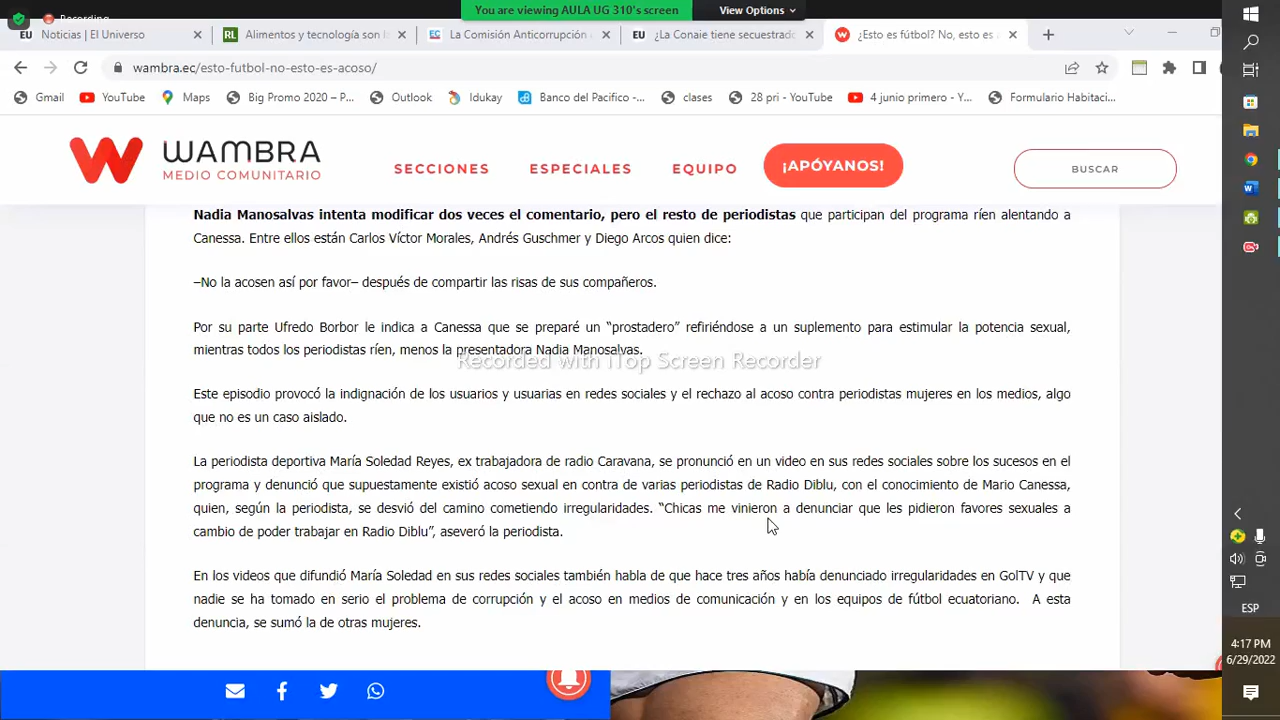 Recording
You are viewing AULA UG 310's screen
View Options
EU Noticias | El Universo
RL Alimentos y tecnología son l
EC La Comisión Anticorrupción
EU ¿La Conaie tiene secuestrado
¿Esto es fútbol? No, esto es a
wambra.ec/esto-futbol-no-esto-es-acoso/
Gmail
YouTube
Maps
Big Promo 2020 – P...
Outlook
Idukay
Banco del Pacifico -...
clases
28 pri - YouTube
4 junio primero - Y...
Formulario Habitaci...
WAMBRA
MEDIO COMUNITARIO
SECCIONES
ESPECIALES
EQUIPO
¡APÓYANOS!
BUSCAR
Nadia Manosalvas intenta modificar dos veces el comentario, pero el resto de periodistas que participan del programa ríen alentando a
Canessa. Entre ellos están Carlos Víctor Morales, Andrés Guschmer y Diego Arcos quien dice:
–No la acosen así por favor– después de compartir las risas de sus compañeros.
Por su parte Ufredo Borbor le indica a Canessa que se preparé un “prostadero” refiriéndose a un suplemento para estimular la potencia sexual,
mientras todos los periodistas ríen, menos la presentadora Nadia Manosalvas.
Recorded with iTop Screen Recorder
Este episodio provocó la indignación de los usuarios y usuarias en redes sociales y el rechazo al acoso contra periodistas mujeres en los medios, algo
que no es un caso aislado.
La periodista deportiva María Soledad Reyes, ex trabajadora de radio Caravana, se pronunció en un video en sus redes sociales sobre los sucesos en el
programa y denunció que supuestamente existió acoso sexual en contra de varias periodistas de Radio Diblu, con el conocimiento de Mario Canessa,
quien, según la periodista, se desvió del camino cometiendo irregularidades. “Chicas me vinieron a denunciar que les pidieron favores sexuales a
cambio de poder trabajar en Radio Diblu”, aseveró la periodista.
En los videos que difundió María Soledad en sus redes sociales también habla de que hace tres años había denunciado irregularidades en GolTV y que
nadie se ha tomado en serio el problema de corrupción y el acoso en medios de comunicación y en los equipos de fútbol ecuatoriano. A esta
denuncia, se sumó la de otras mujeres.
ESP
4:17 PM
6/29/2022